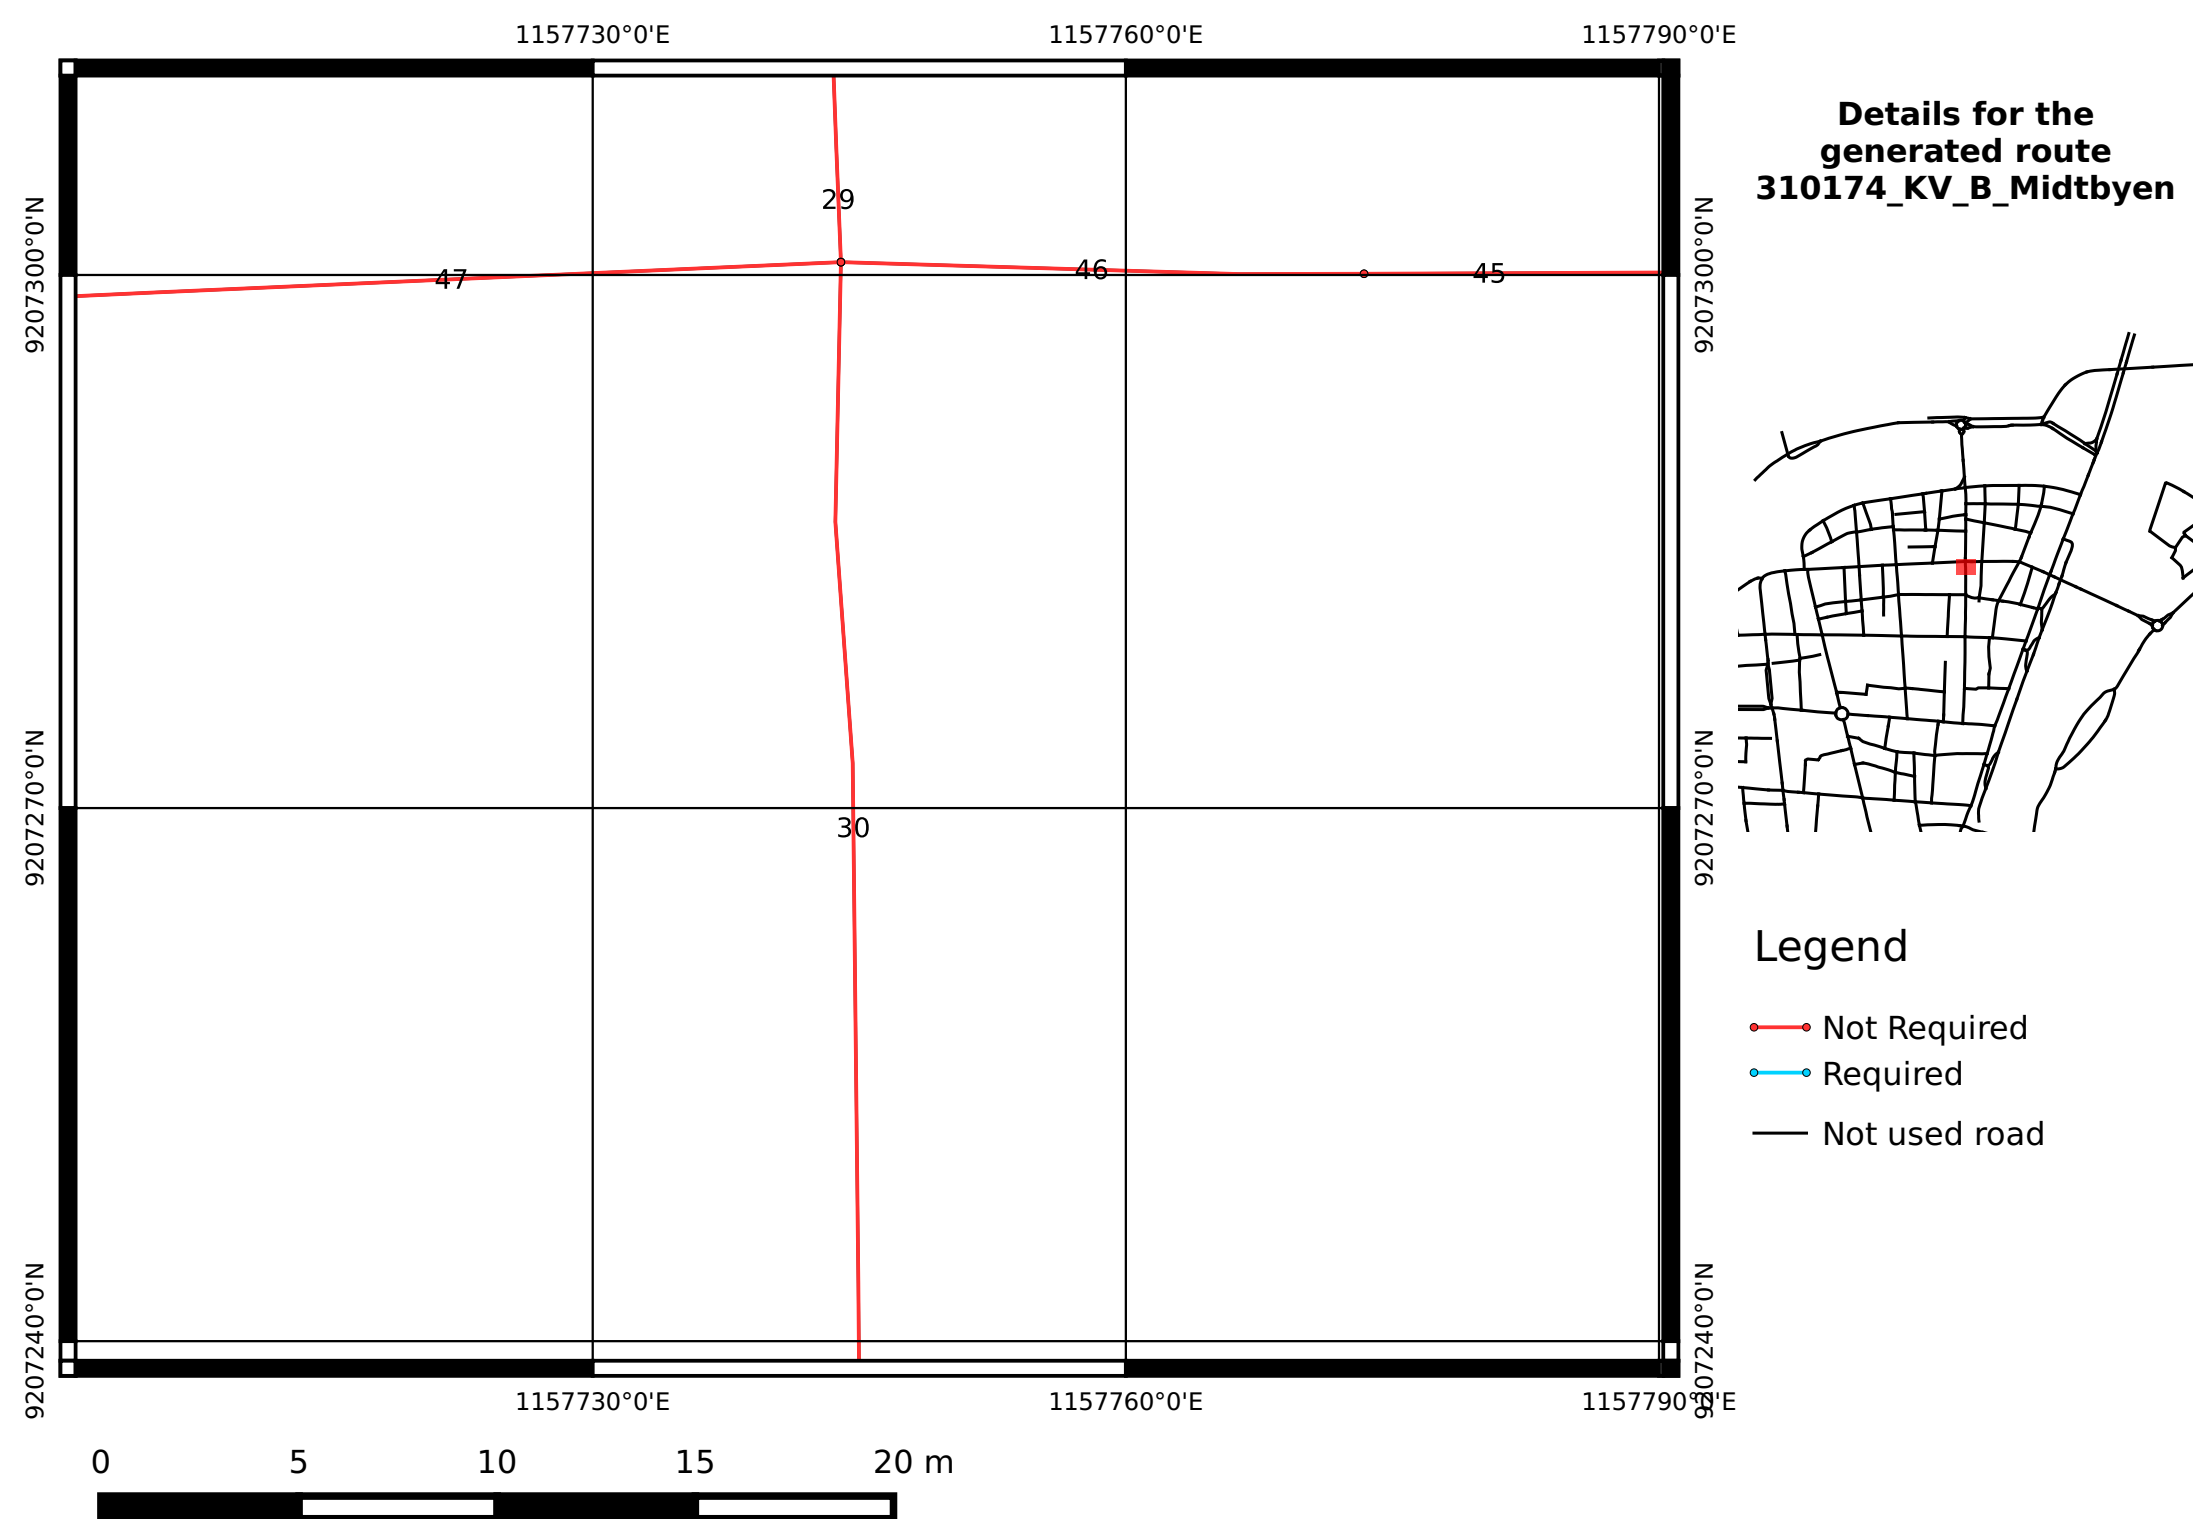 1157730°0'E
1157760°0'E
1157790°0'E
Details for the
generated route
310174_KV_B_Midtbyen
9207300°0'N
9207300°0'N
29
47
46
45
9207270°0'N
9207270°0'N
30
Legend
Not Required
Required
Not used road
9207240°0'N
9207240°0'N
1157730°0'E
1157760°0'E
1157790°0'E
0 5 10 15 20 m